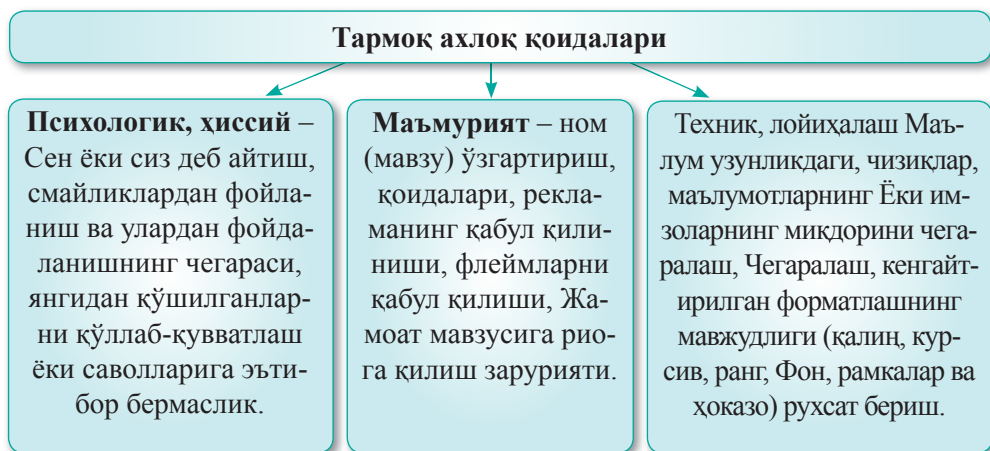 Тармоқ ахлоқ қоидалари
Психологик, ҳиссий –
Сен ёки сиз деб айтиш,
смайликлардан фойла-
ниш ва улардан фойда-
ланишнинг чегараси,
янгидан қўшилганлар-
ни қўллаб-қувватлаш
ёки саволларига эъти-
бор бермаслик.
Маъмурият – ном
(мавзу) ўзгартириш,
қоидалари, рекла-
манинг қабул қили-
ниши, флеймларни
қабул қилиши, Жа-
моат мавзусига рио-
га қилиш зарурияти.
Техник, лойиҳалаш Маъ-
лум узунликдаги, чизиқлар,
маълумотларнинг Ёки им-
золарнинг миқдорини чега-
ралаш, Чегаралаш, кенгайт-
ирилган форматлашнинг
мавжудлиги (қалин, кур-
сив, ранг, Фон, рамкалар ва
ҳоказо) рухсат бериш.